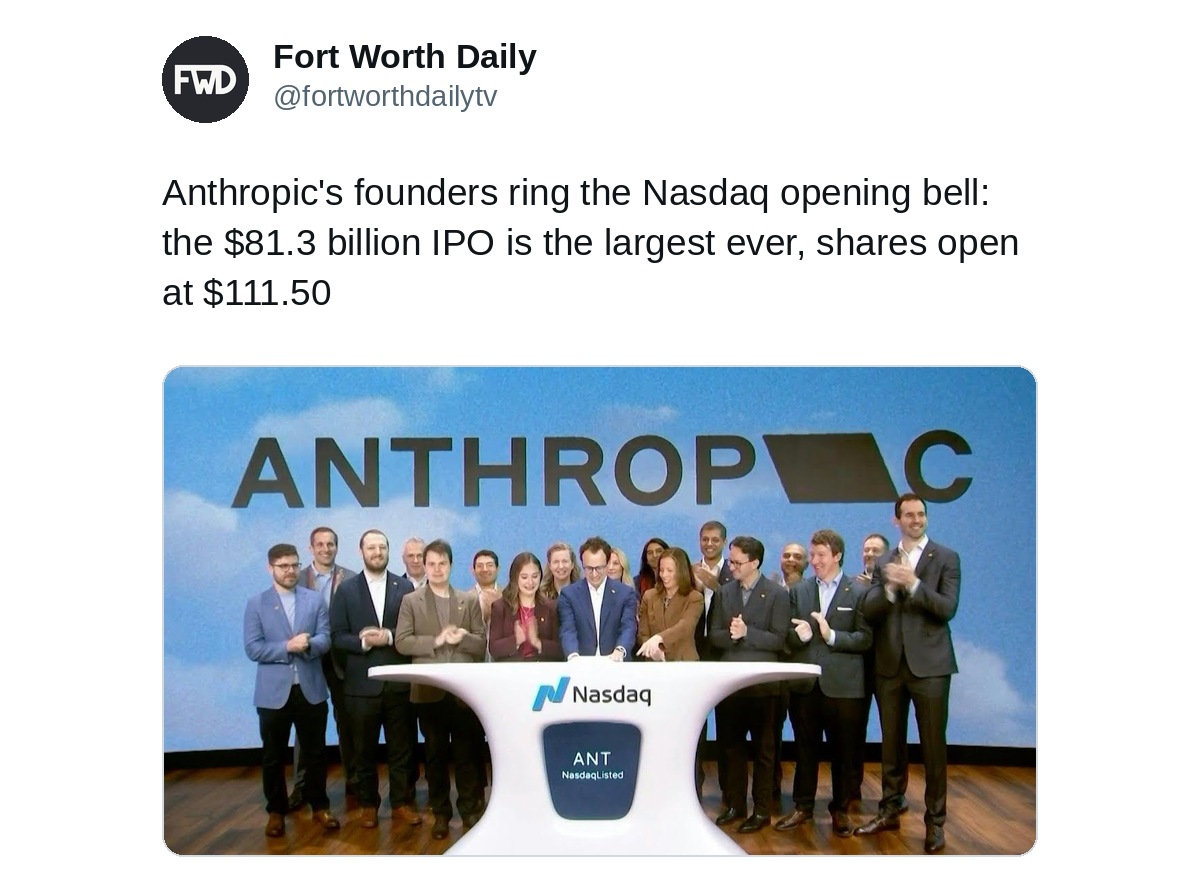 FWD
Fort Worth Daily
@fortworthdailytv
Anthropic's founders ring the Nasdaq opening bell:
the $81.3 billion IPO is the largest ever, shares open
at $111.50
ANTHROP C
Nasdaq
ANT
NasdaqListed